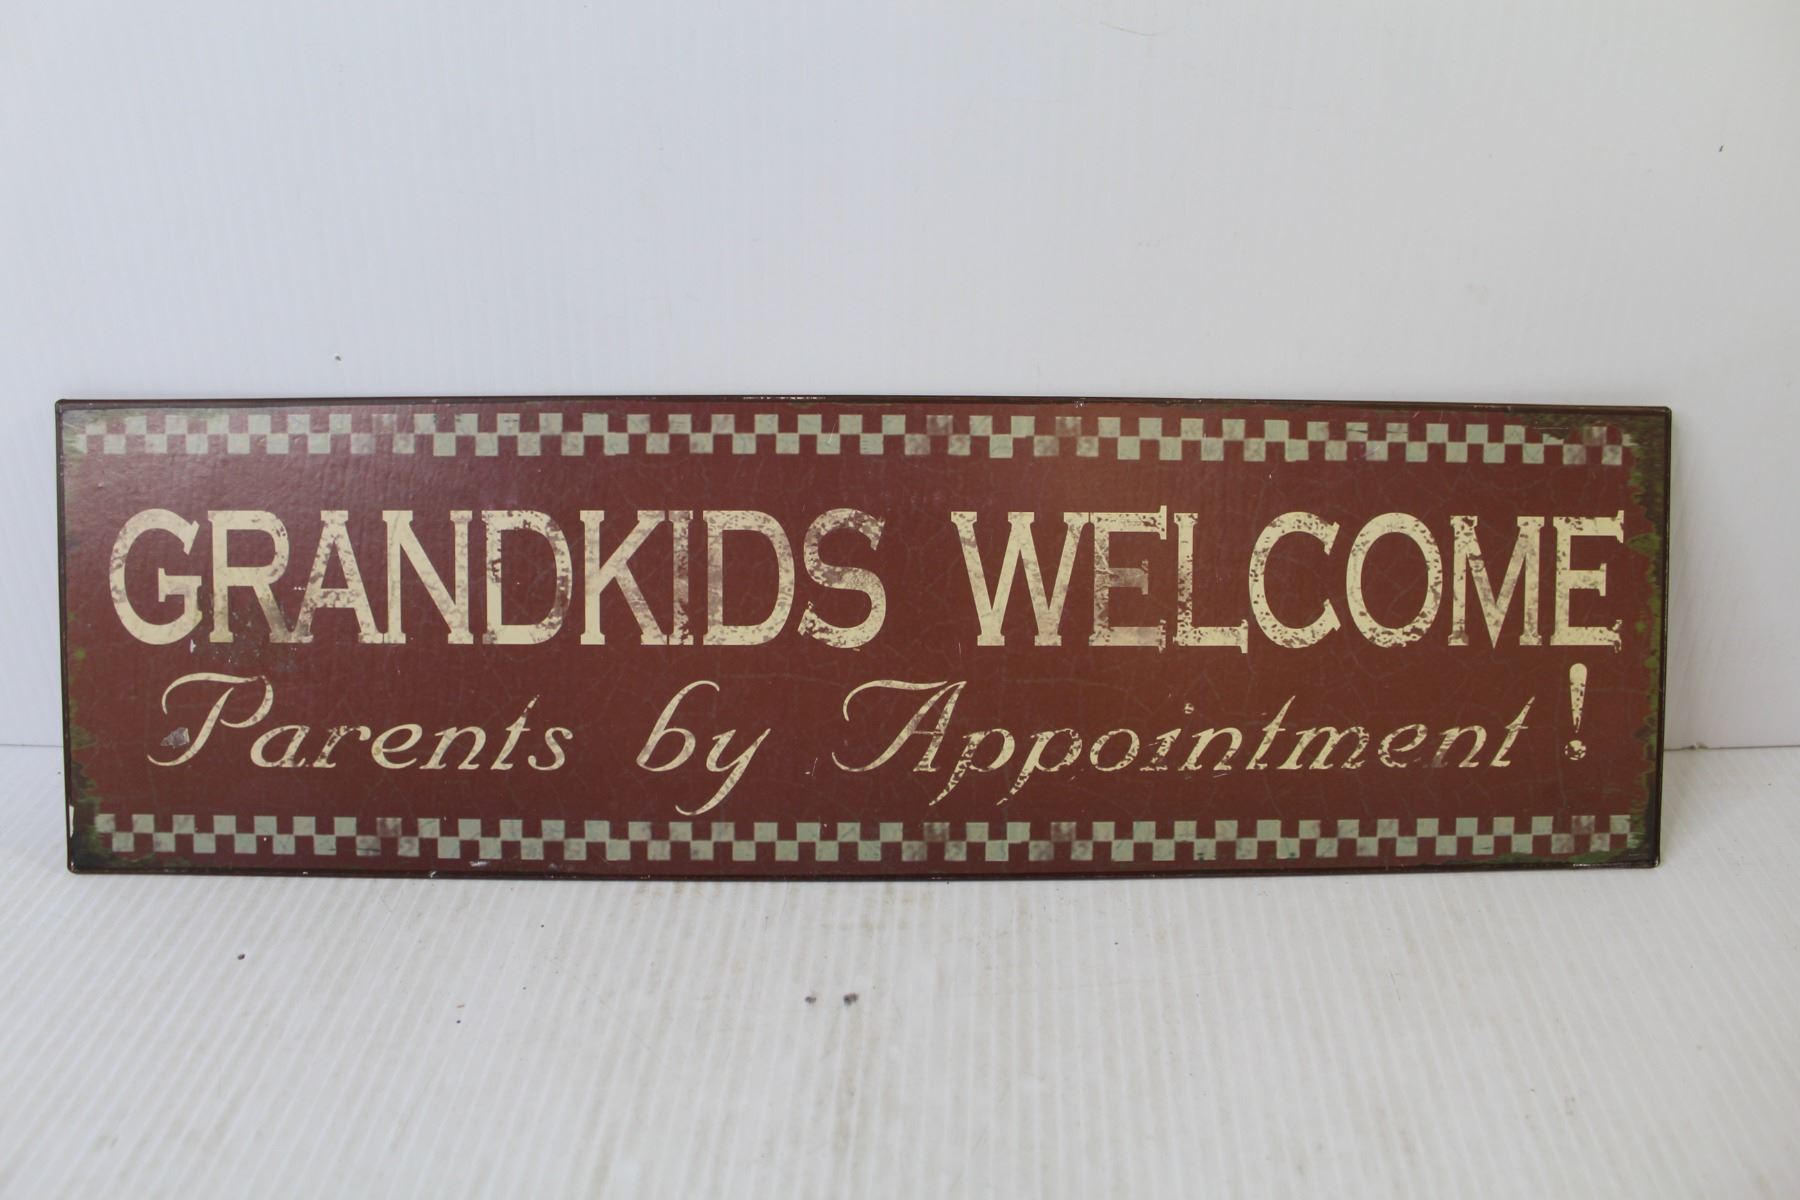 GRANDKIDS WELCOME
Parents by Appointment !